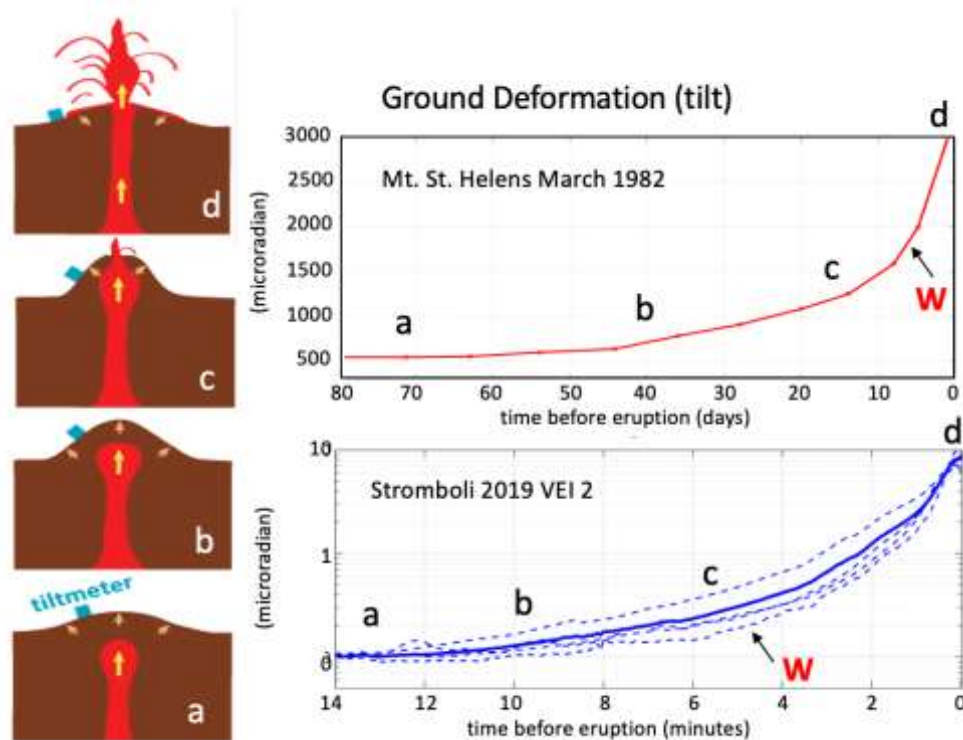 d
c
b
tiltmeter
a
Ground Deformation (tilt)
d
3000
Mt. St. Helens March 1982
2500
2000
(microradian)
1500
c
W
b
1000
a
500
80 70 60 50 40 30 20 10 0
time before eruption (days)
d
10
Stromboli 2019 VEI 2
(microradian)
1
c
b
a
W
14 12 10 8 6 4 2 0
time before eruption (minutes)